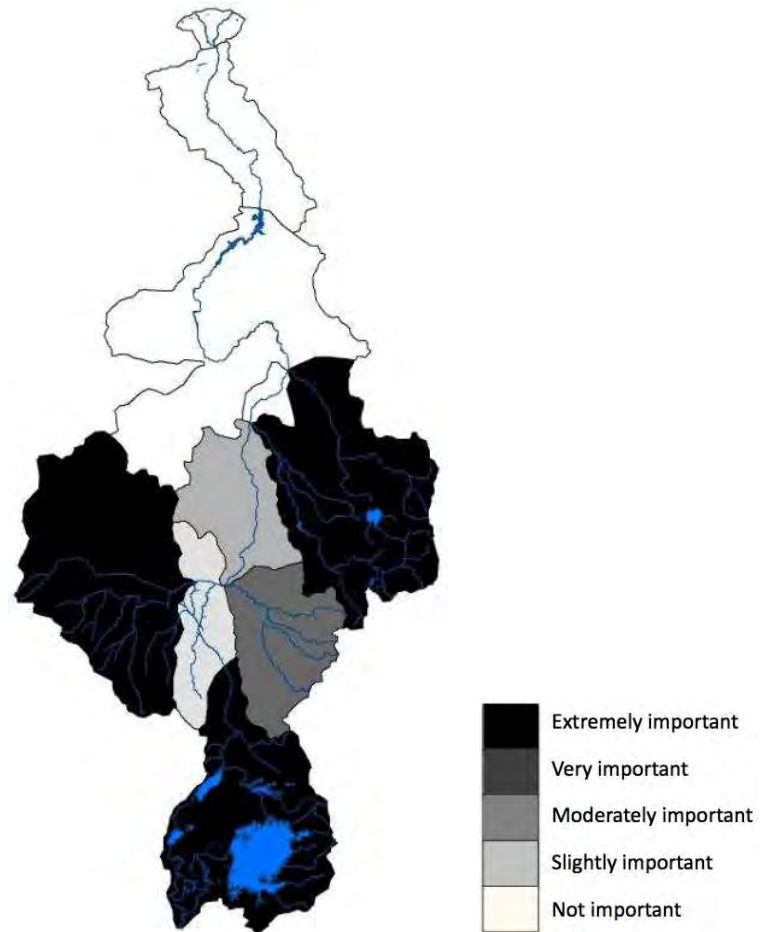 Extremely important
Very important
Moderately important
Slightly important
Not important